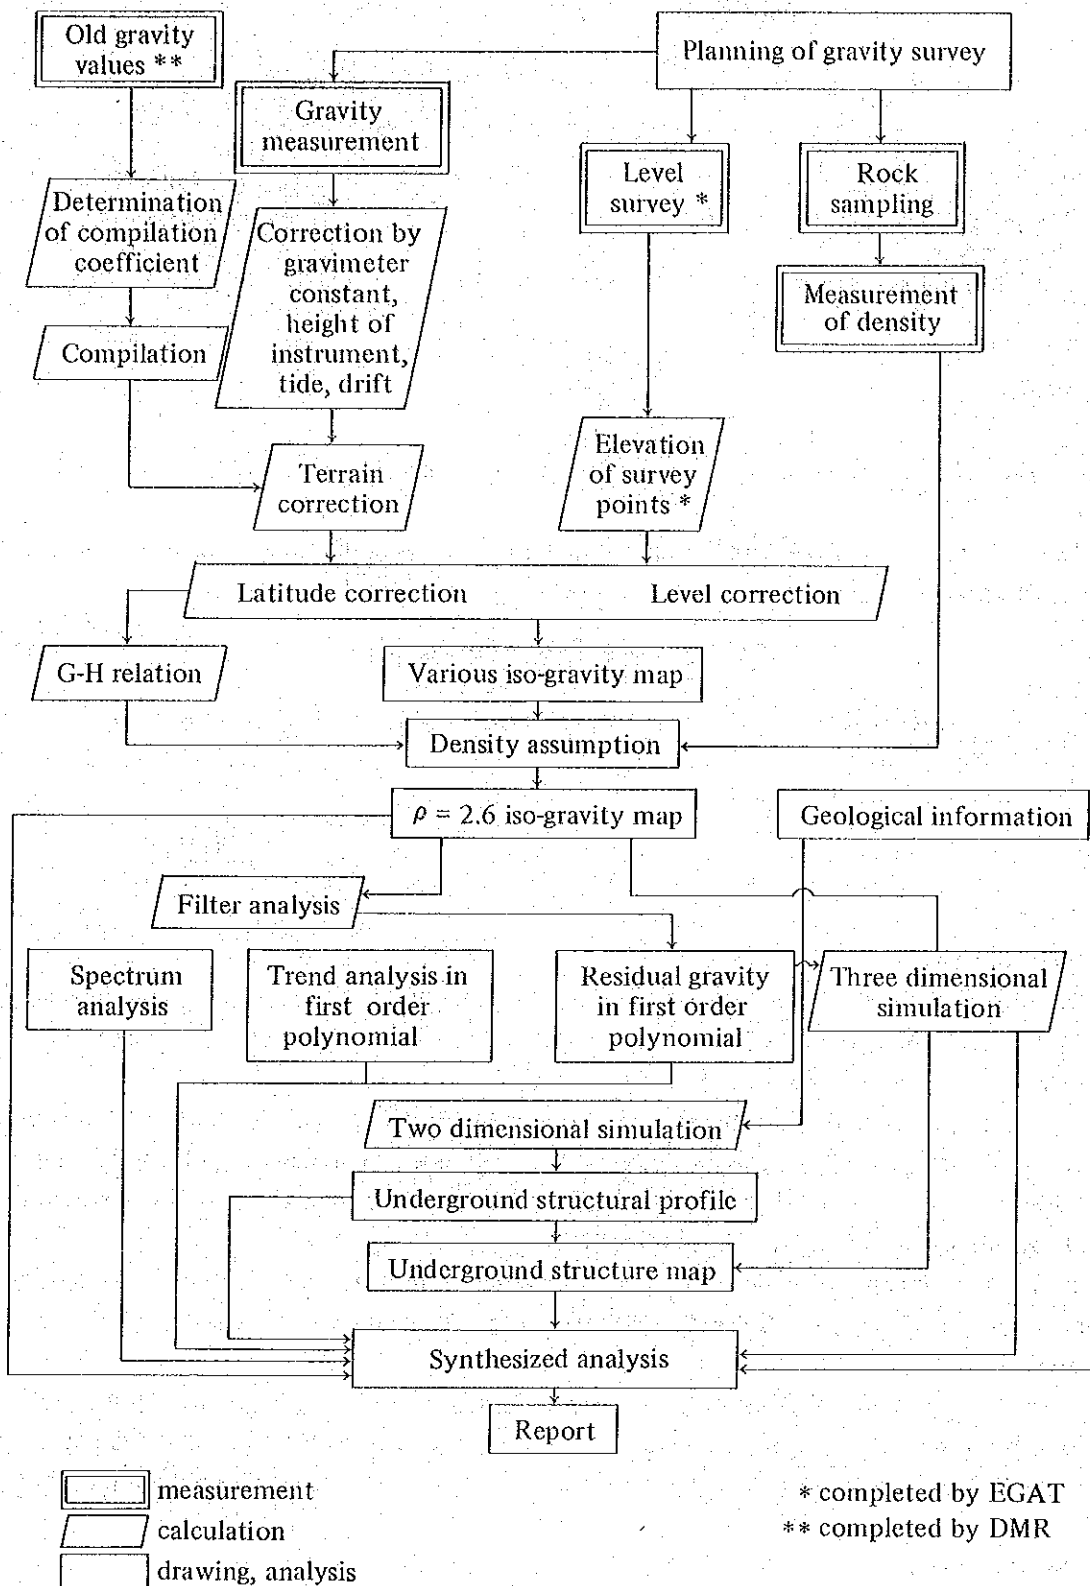 Old gravity
values **
Planning of gravity survey
Gravity
measurement
Level
survey *
Rock
sampling
Determination
of compilation
coefficient
Correction by
gravimeter
constant,
height of
instrument,
tide, drift
Measurement
of density
Compilation
Terrain
correction
Elevation
of survey
points *
Latitude correction
Level correction
G-H relation
Various iso-gravity map
Density assumption
ρ = 2.6 iso-gravity map
Geological information
Filter analysis
Spectrum
analysis
Trend analysis in
first order
polynomial
Residual gravity
in first order
polynomial
Three dimensional
simulation
Two dimensional simulation
Underground structural profile
Underground structure map
Synthesized analysis
Report
measurement
calculation
drawing, analysis
* completed by EGAT
** completed by DMR